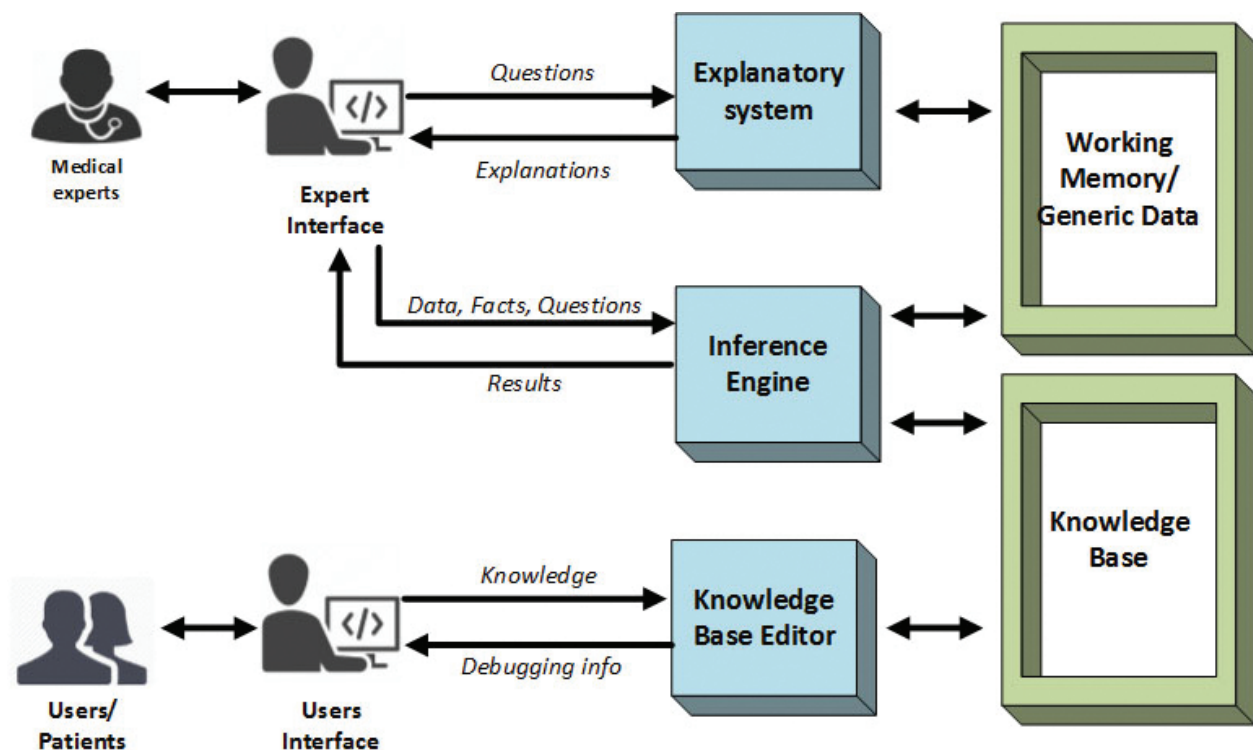 Questions
Explanatory
system
Medical
experts
Explanations
Expert
Interface
Working
Memory/
Generic Data
Data, Facts, Questions
Inference
Engine
Results
Knowledge
Base
Knowledge
Knowledge
Base Editor
Debugging info
Users/
Patients
Users
Interface